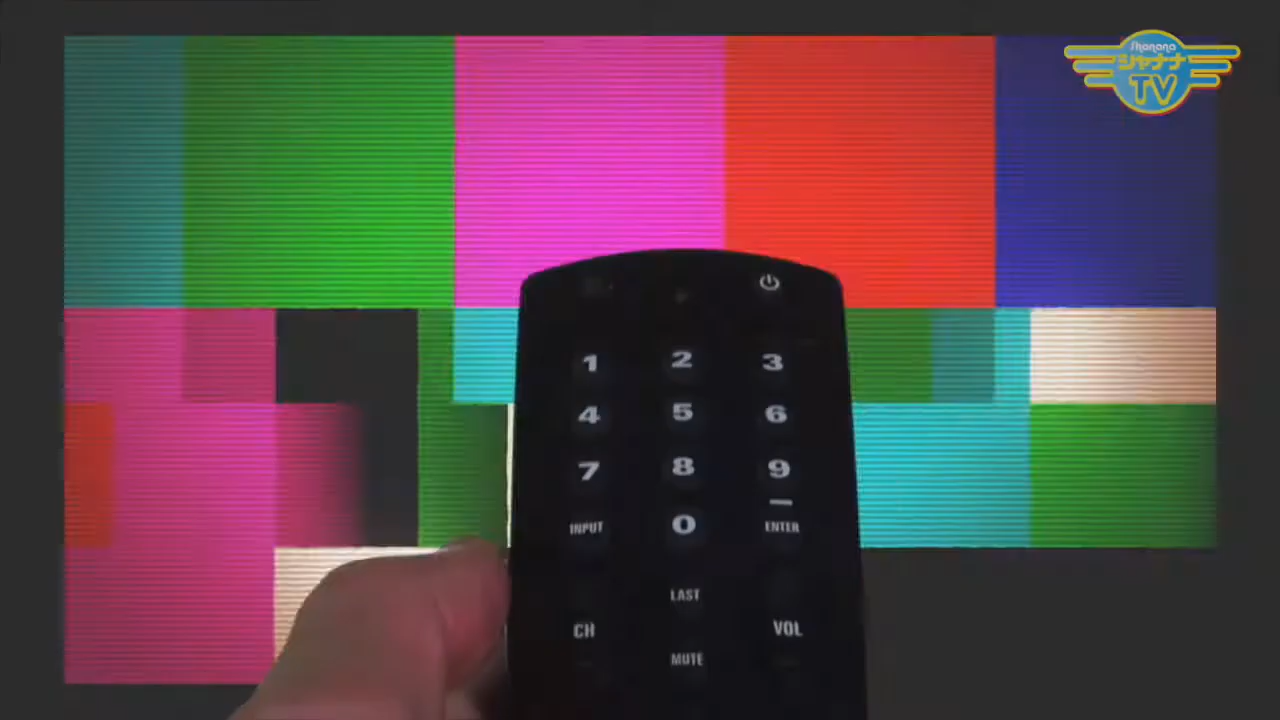 Shanana
シャナナ
TV
1 2 3
4 5 6
7 8 9
INPUT 0 ENTER
LAST
CH VOL
MUTE